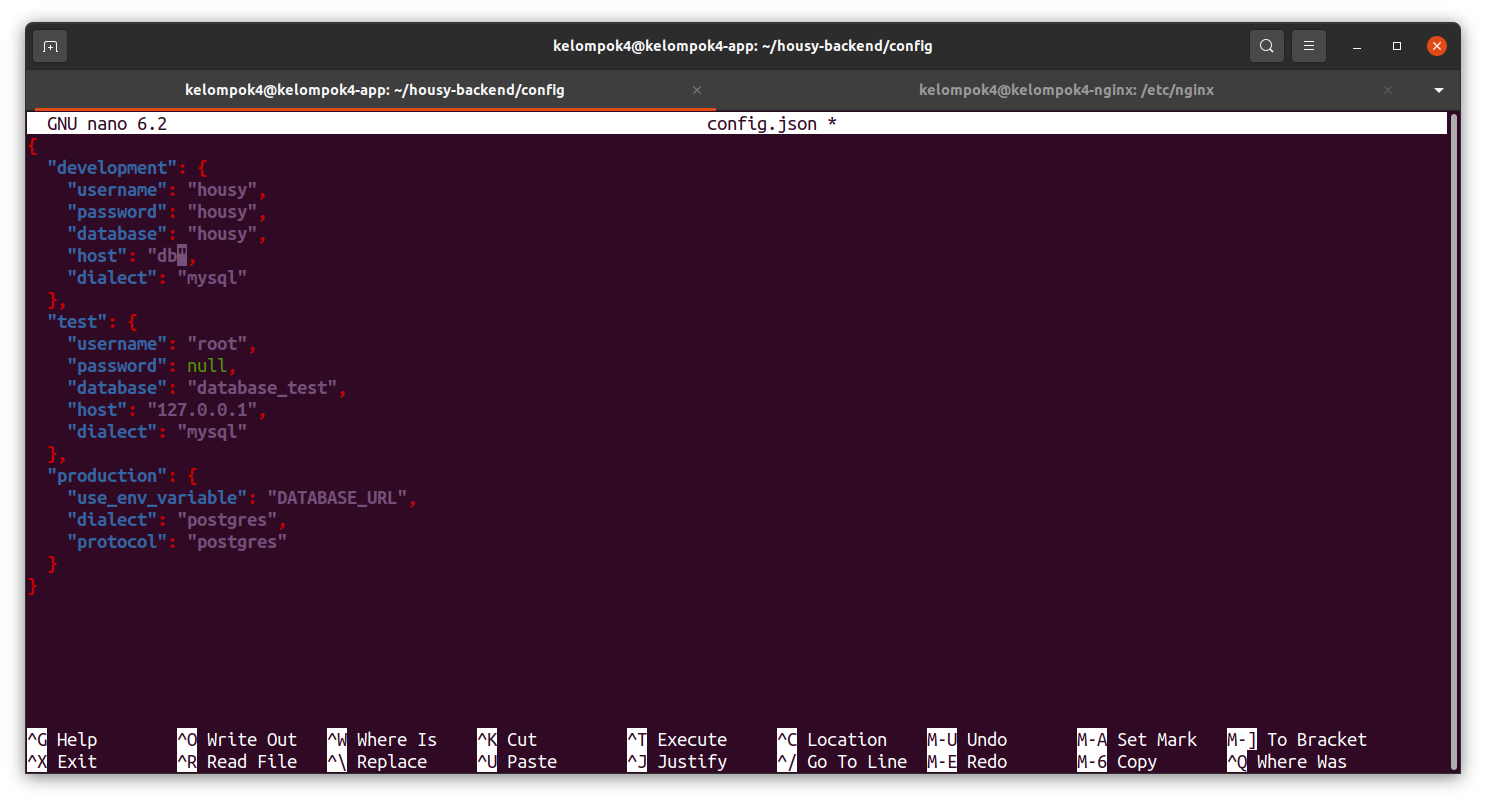 kelompok4@kelompok4-app: ~/housy-backend/config
kelompok4@kelompok4-app: ~/housy-backend/config
kelompok4@kelompok4-nginx: /etc/nginx
GNU nano 6.2 config.json *
{
  "development": {
    "username": "housy",
    "password": "housy",
    "database": "housy",
    "host": "db",
    "dialect": "mysql"
  },
  "test": {
    "username": "root",
    "password": null,
    "database": "database_test",
    "host": "127.0.0.1",
    "dialect": "mysql"
  },
  "production": {
    "use_env_variable": "DATABASE_URL",
    "dialect": "postgres",
    "protocol": "postgres"
  }
}
^G Help ^O Write Out ^W Where Is ^K Cut ^T Execute ^C Location M-U Undo M-A Set Mark M-] To Bracket
^X Exit ^R Read File ^\ Replace ^U Paste ^J Justify ^/ Go To Line M-E Redo M-6 Copy ^Q Where Was